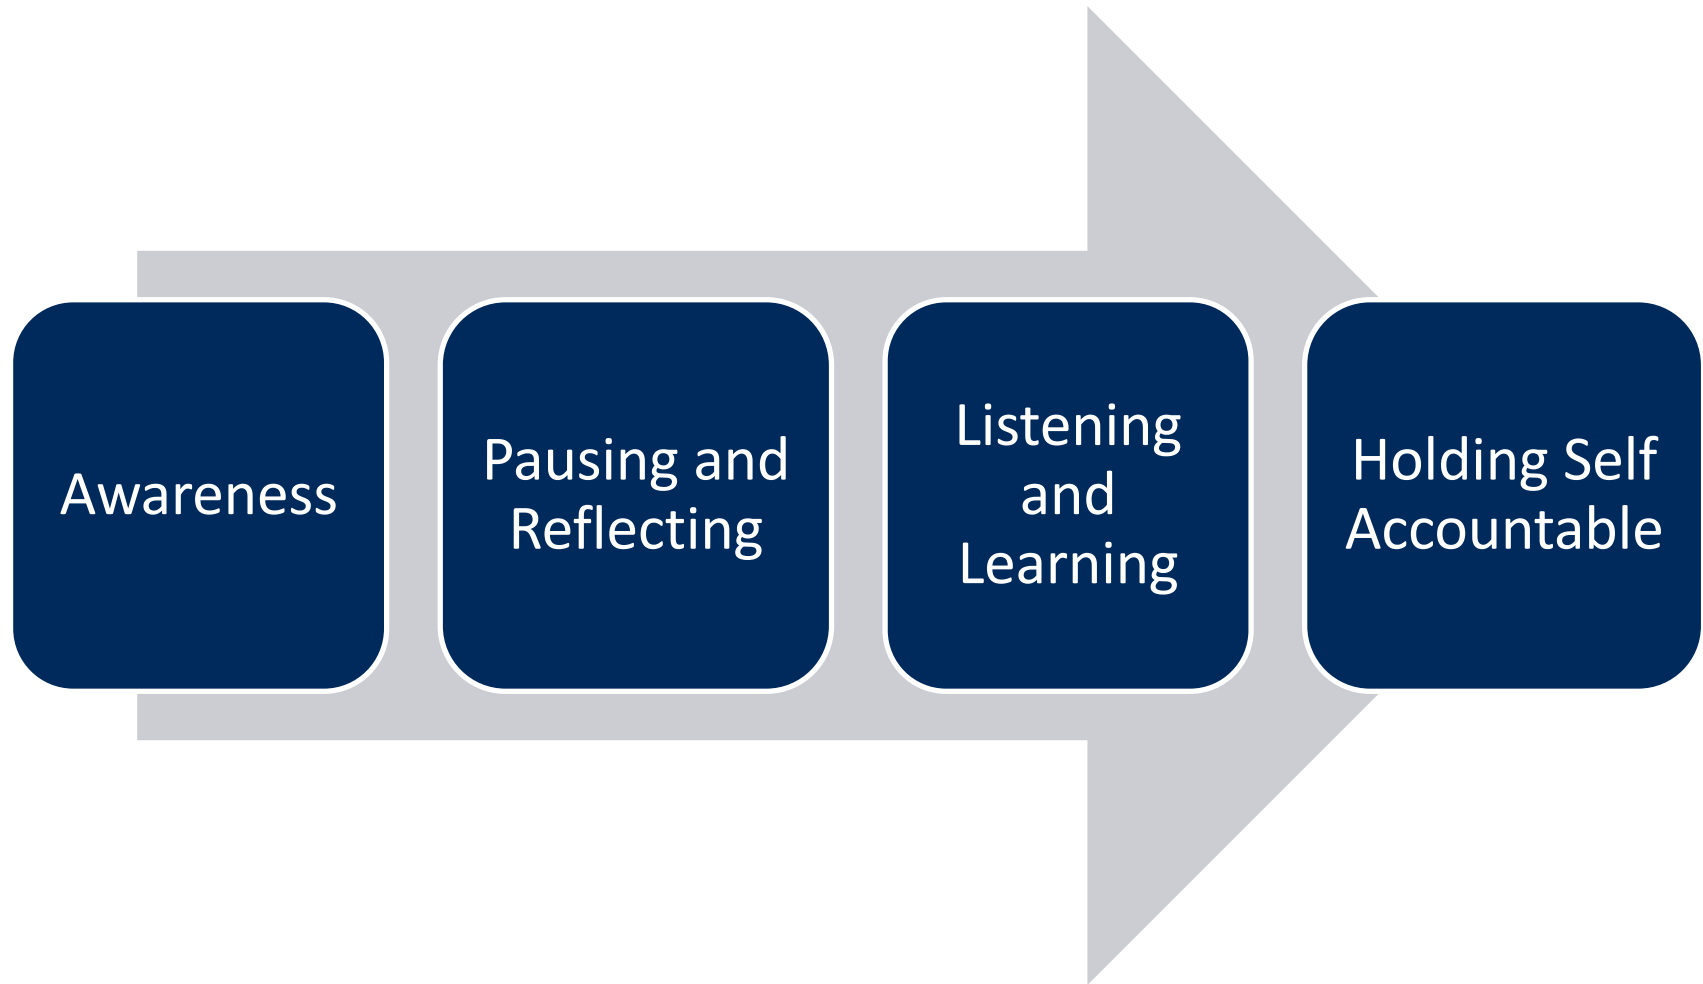 Awareness
Pausing and
Reflecting
Listening
and
Learning
Holding Self
Accountable